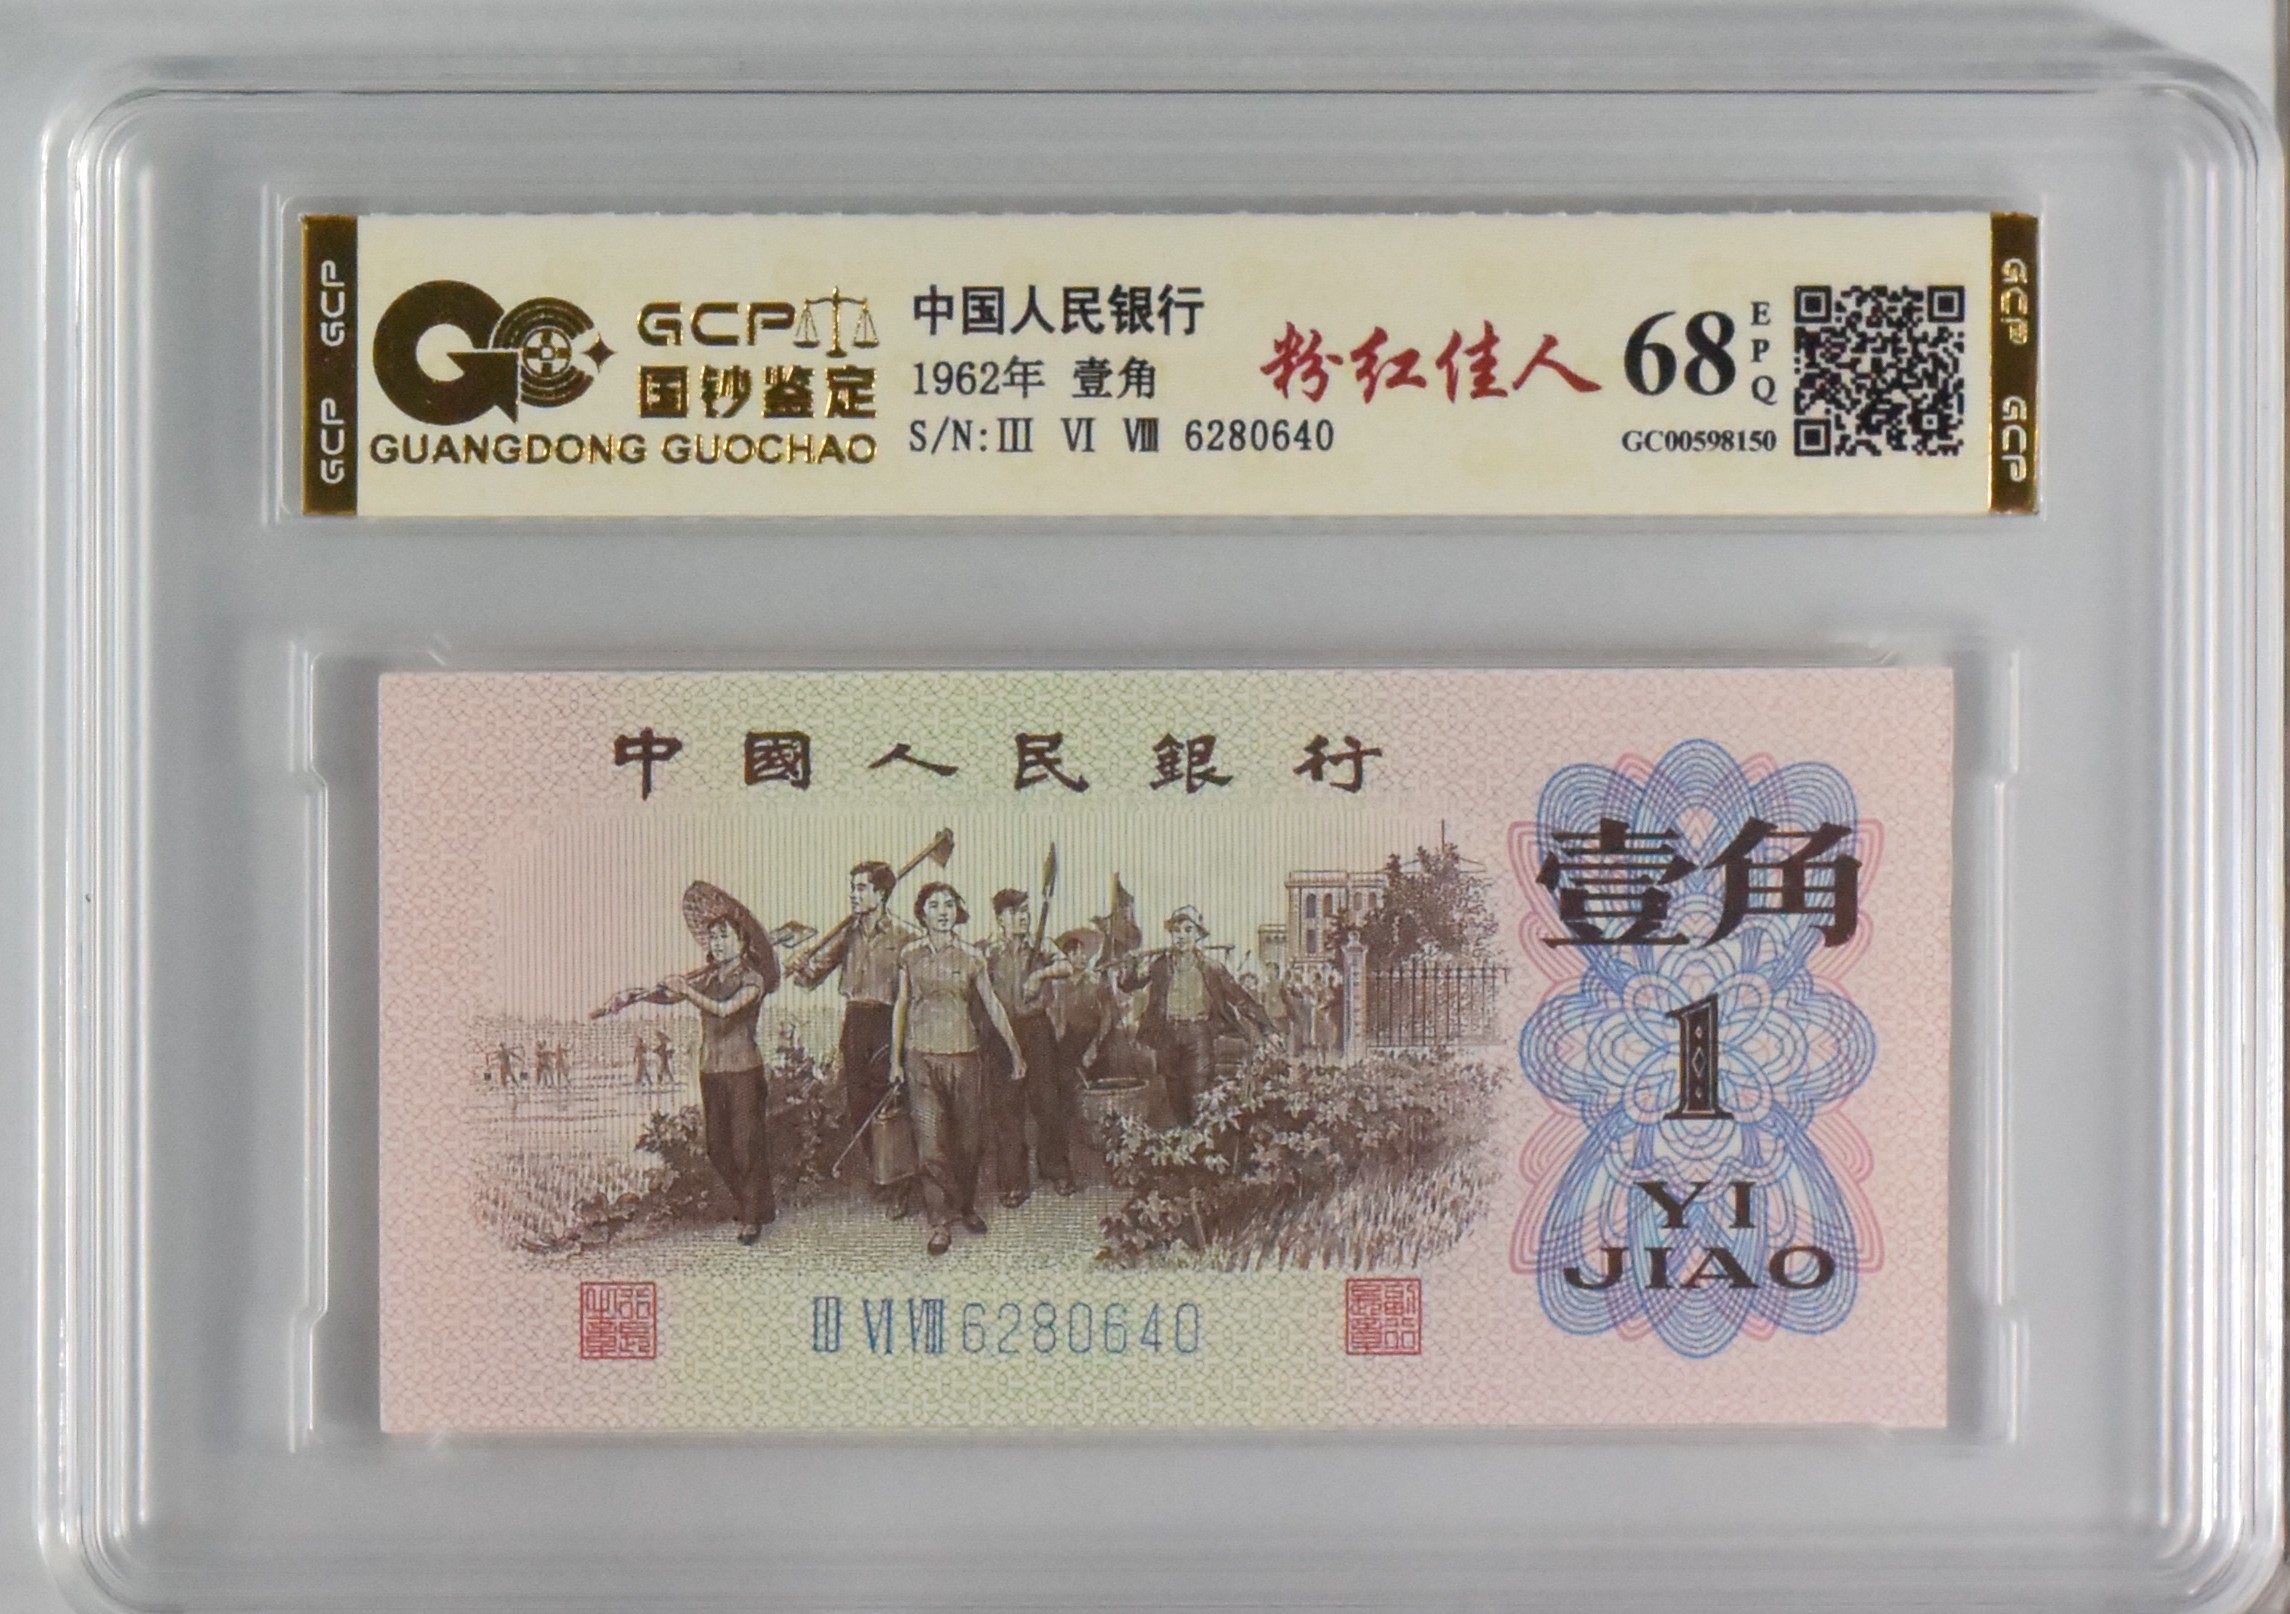 GCP GCP
GCP
国钞鉴定
GUANGDONG GUOCHAO
中国人民银行
1962年 壹角
S/N:Ⅲ Ⅵ Ⅷ 6280640
粉红佳人
68
EPQ
GC00598150
GCP GCP
中國人民銀行
壹角
1
YI
JIAO
Ⅲ Ⅵ Ⅷ 6280640